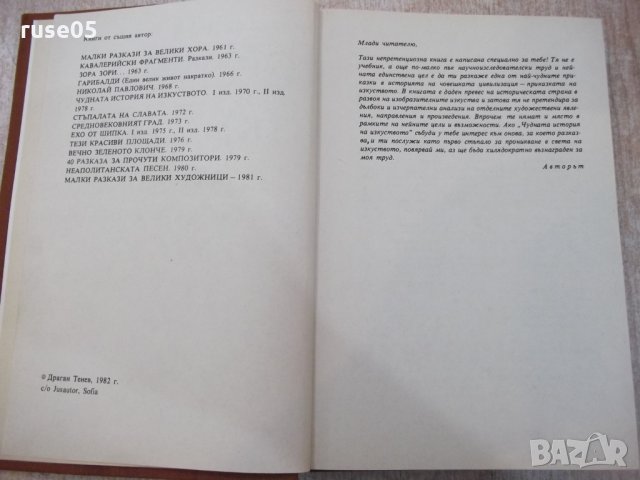 ruse05
Книги от същия автор:
МАЛКИ РАЗКАЗИ ЗА ВЕЛИКИ ХОРА. 1961 г.
КАВАЛЕРИЙСКИ ФРАГМЕНТИ. Разкази. 1963 г.
ЗОРА ЗОРИ... 1963 г.
ГАРИБАЛДИ (Един велик живот накратко). 1966 г.
НИКОЛАЙ ПАВЛОВИЧ. 1968 г.
ЧУДНАТА ИСТОРИЯ НА ИЗКУСТВОТО. I изд. 1970 г., II изд.
1978 г.
СТЪПАЛАТА НА СЛАВАТА. 1972 г.
СРЕДНОВЕКОВНИЯТ ГРАД. 1973 г.
ЕХО ОТ ШИПКА. I изд. 1975 г., II изд. 1978 г.
ТЕЗИ КРАСИВИ ПЛОЩАДИ. 1976 г.
ВЕЧНО ЗЕЛЕНОТО КЛОНЧЕ. 1979 г.
40 РАЗКАЗА ЗА ПРОЧУТИ КОМПОЗИТОРИ. 1979 г.
НЕАПОЛИТАНСКАТА ПЕСЕН. 1980 г.
МАЛКИ РАЗКАЗИ ЗА ВЕЛИКИ ХУДОЖНИЦИ – 1981 г.
© Драган Тенев, 1982 г.
c/o Jusautor, Sofia
Млади читателю,
Тази непретенциозна книга е написана специално за тебе! Тя не е
учебник, а още по-малко пък научноизследователски труд и ней-
ната единствена цел е да ти разкаже една от най-чудните при-
казки в историята на човешката цивилизация – приказката на
изкуството. В книгата е даден превес на историческата страна в
развоя на изобразителните изкуства и затова тя не претендира за
дълбоки и изчерпателни анализи на отделните художествени явле-
ния, направления и произведения. Впрочем те нямат и място в
рамките на нейните цели и възможности. Ако „Чудната история
на изкуството" събуди у тебе интерес към онова, за което разказ-
ва, и ти послужи като първо стъпало за проникване в света на
изкуството, повярвай ми, аз ще бъда хилядократно възнаграден за
моя труд.
Авторът
BAZAR
bg